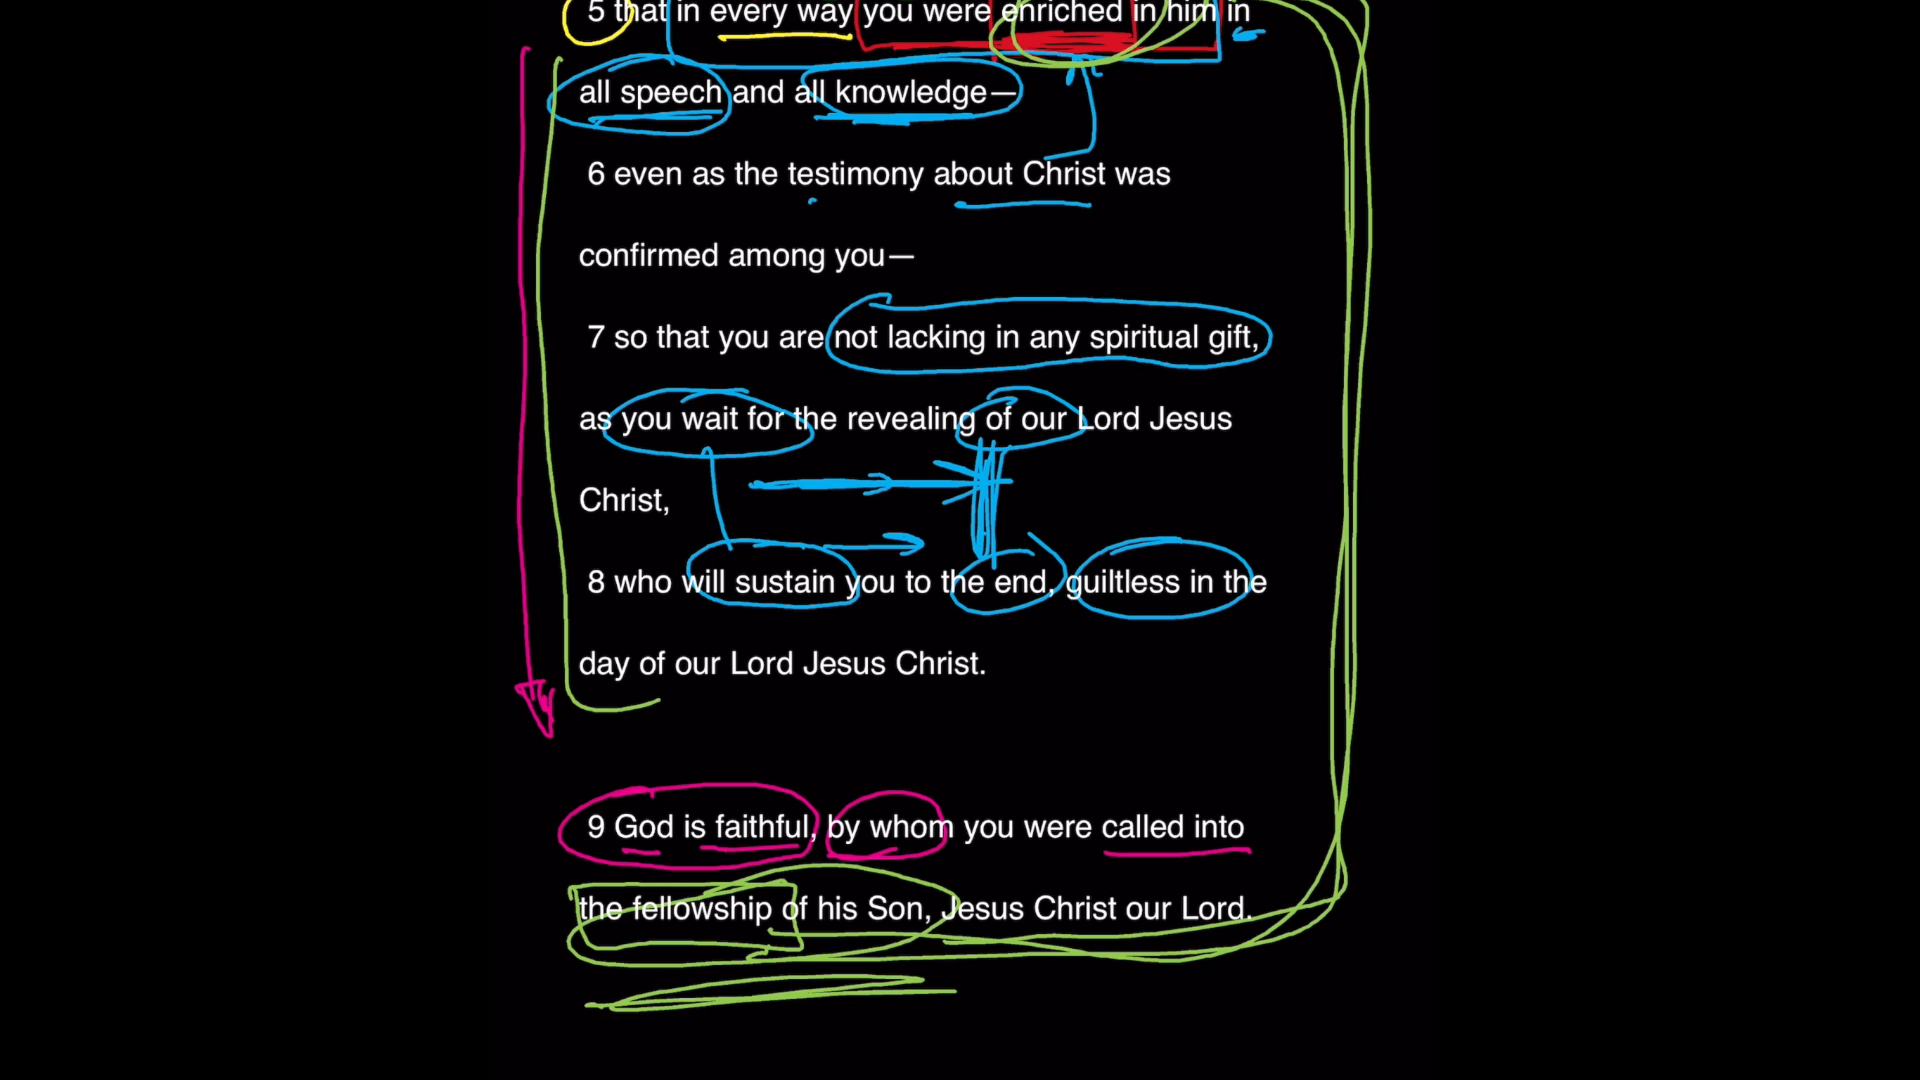 5 that in every way you were enriched in him in
all speech and all knowledge—
6 even as the testimony about Christ was
confirmed among you—
7 so that you are not lacking in any spiritual gift,
as you wait for the revealing of our Lord Jesus
Christ,
8 who will sustain you to the end, guiltless in the
day of our Lord Jesus Christ.
9 God is faithful, by whom you were called into
the fellowship of his Son, Jesus Christ our Lord.